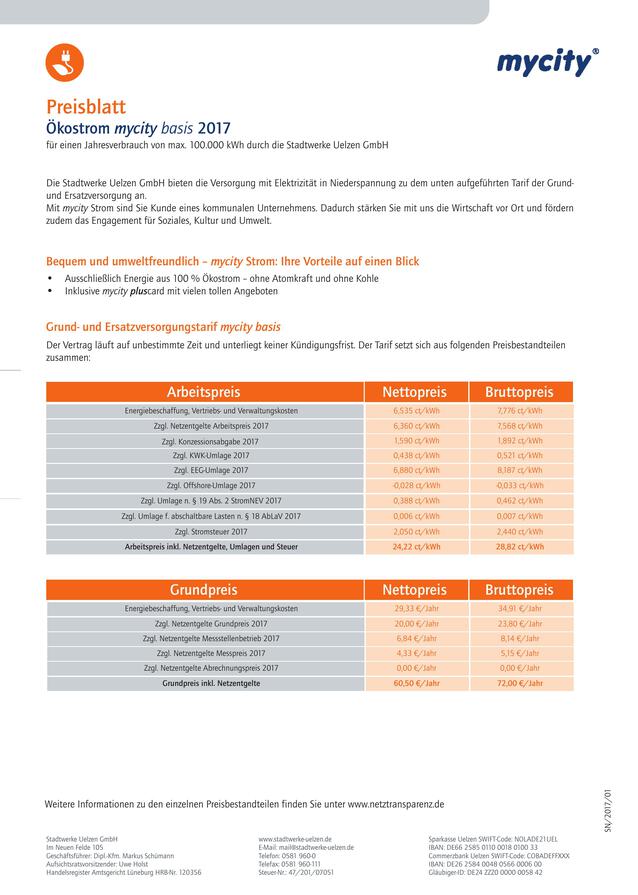 mycity®
Preisblatt
Ökostrom mycity basis 2017
für einen Jahresverbrauch von max. 100.000 kWh durch die Stadtwerke Uelzen GmbH
Die Stadtwerke Uelzen GmbH bieten die Versorgung mit Elektrizität in Niederspannung zu dem unten aufgeführten Tarif der Grund-
und Ersatzversorgung an.
Mit mycity Strom sind Sie Kunde eines kommunalen Unternehmens. Dadurch stärken Sie mit uns die Wirtschaft vor Ort und fördern
zudem das Engagement für Soziales, Kultur und Umwelt.
Bequem und umweltfreundlich – mycity Strom: Ihre Vorteile auf einen Blick
• Ausschließlich Energie aus 100 % Ökostrom – ohne Atomkraft und ohne Kohle
• Inklusive mycity pluscard mit vielen tollen Angeboten
Grund- und Ersatzversorgungstarif mycity basis
Der Vertrag läuft auf unbestimmte Zeit und unterliegt keiner Kündigungsfrist. Der Tarif setzt sich aus folgenden Preisbestandteilen
zusammen:
Arbeitspreis Nettopreis Bruttopreis
Energiebeschaffung, Vertriebs- und Verwaltungskosten 6,535 ct/kWh 7,776 ct/kWh
Zzgl. Netzentgelte Arbeitspreis 2017 6,360 ct/kWh 7,568 ct/kWh
Zzgl. Konzessionsabgabe 2017 1,590 ct/kWh 1,892 ct/kWh
Zzgl. KWK-Umlage 2017 0,438 ct/kWh 0,521 ct/kWh
Zzgl. EEG-Umlage 2017 6,880 ct/kWh 8,187 ct/kWh
Zzgl. Offshore-Umlage 2017 -0,028 ct/kWh -0,033 ct/kWh
Zzgl. Umlage n. § 19 Abs. 2 StromNEV 2017 0,388 ct/kWh 0,462 ct/kWh
Zzgl. Umlage f. abschaltbare Lasten n. § 18 AbLaV 2017 0,006 ct/kWh 0,007 ct/kWh
Zzgl. Stromsteuer 2017 2,050 ct/kWh 2,440 ct/kWh
Arbeitspreis inkl. Netzentgelte, Umlagen und Steuer 24,22 ct/kWh 28,82 ct/kWh
Grundpreis Nettopreis Bruttopreis
Energiebeschaffung, Vertriebs- und Verwaltungskosten 29,33 €/Jahr 34,91 €/Jahr
Zzgl. Netzentgelte Grundpreis 2017 20,00 €/Jahr 23,80 €/Jahr
Zzgl. Netzentgelte Messstellenbetrieb 2017 6,84 €/Jahr 8,14 €/Jahr
Zzgl. Netzentgelte Messpreis 2017 4,33 €/Jahr 5,15 €/Jahr
Zzgl. Netzentgelte Abrechnungspreis 2017 0,00 €/Jahr 0,00 €/Jahr
Grundpreis inkl. Netzentgelte 60,50 €/Jahr 72,00 €/Jahr
Weitere Informationen zu den einzelnen Preisbestandteilen finden Sie unter www.netztransparenz.de
SN/2017/01
Stadtwerke Uelzen GmbH
Im Neuen Felde 105
Geschäftsführer: Dipl.-Kfm. Markus Schümann
Aufsichtsratsvorsitzender: Uwe Holst
Handelsregister Amtsgericht Lüneburg HRB-Nr. 120356
www.stadtwerke-uelzen.de
E-Mail: mail@stadtwerke-uelzen.de
Telefon: 0581 960-0
Telefax: 0581 960-111
Steuer-Nr.: 47/201/07051
Sparkasse Uelzen SWIFT-Code: NOLADE21UEL
IBAN: DE66 2585 0110 0018 0100 33
Commerzbank Uelzen SWIFT-Code: COBADEFFXXX
IBAN: DE26 2584 0048 0566 0006 00
Gläubiger-ID: DE24 ZZZ0 0000 0058 42